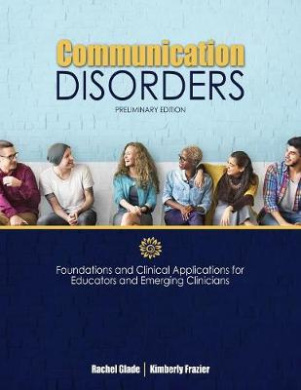 Communication
DISORDERS
PRELIMINARY EDITION
Foundations and Clinical Applications for
Educators and Emerging Clinicians
Rachel Glade | Kimberly Frazier